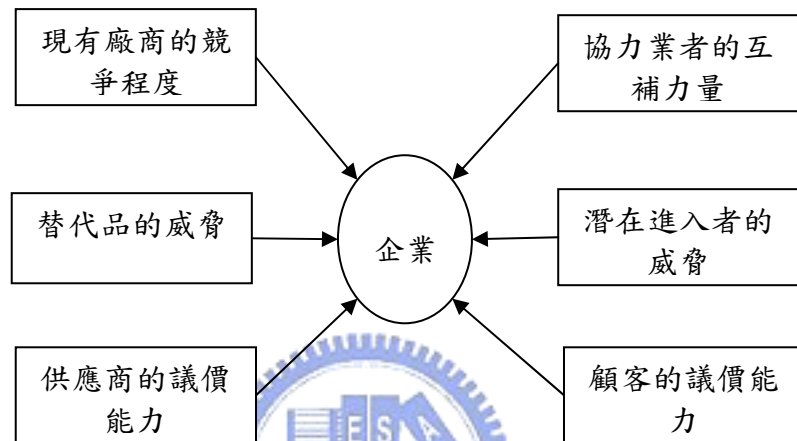 現有廠商的競
爭程度
協力業者的互
補力量
替代品的威脅
企業
潛在進入者的
威脅
供應商的議價
能力
顧客的議價能
力
ESA